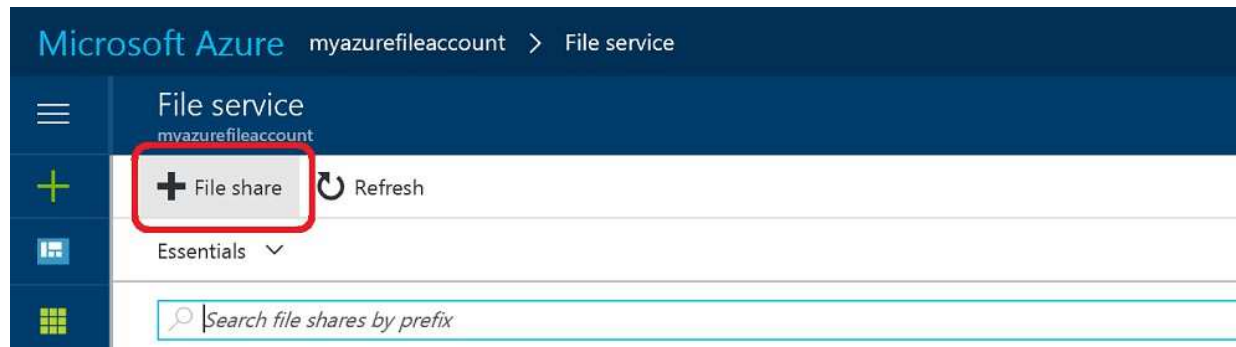 Microsoft Azure myazurefileaccount > File service
File service
myazurefileaccount
+ File share Refresh
Essentials
Search file shares by prefix